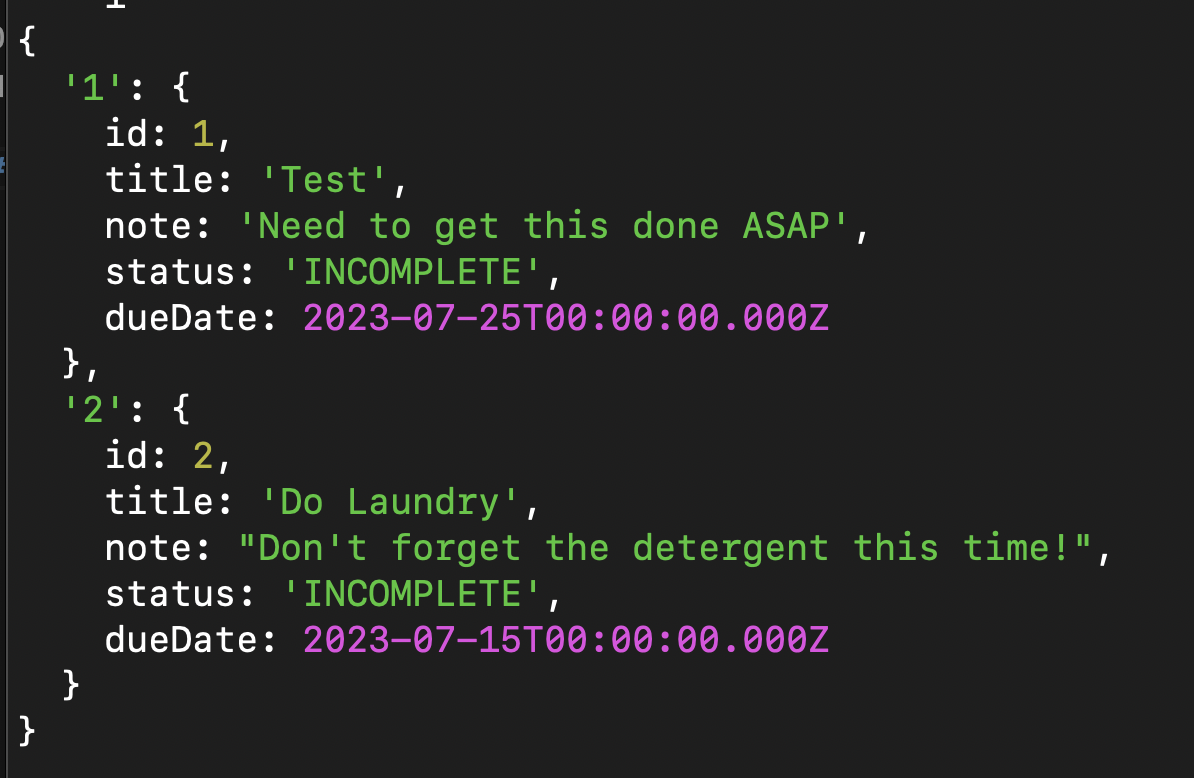 {
  '1': {
    id: 1,
    title: 'Test',
    note: 'Need to get this done ASAP',
    status: 'INCOMPLETE',
    dueDate: 2023-07-25T00:00:00.000Z
  },
  '2': {
    id: 2,
    title: 'Do Laundry',
    note: "Don't forget the detergent this time!",
    status: 'INCOMPLETE',
    dueDate: 2023-07-15T00:00:00.000Z
  }
}